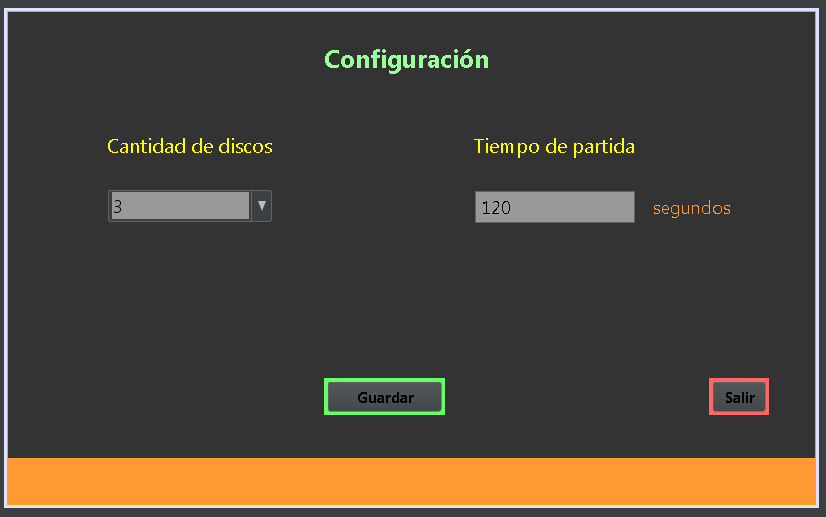 Configuración
Cantidad de discos
Tiempo de partida
3
120
segundos
Guardar
Salir